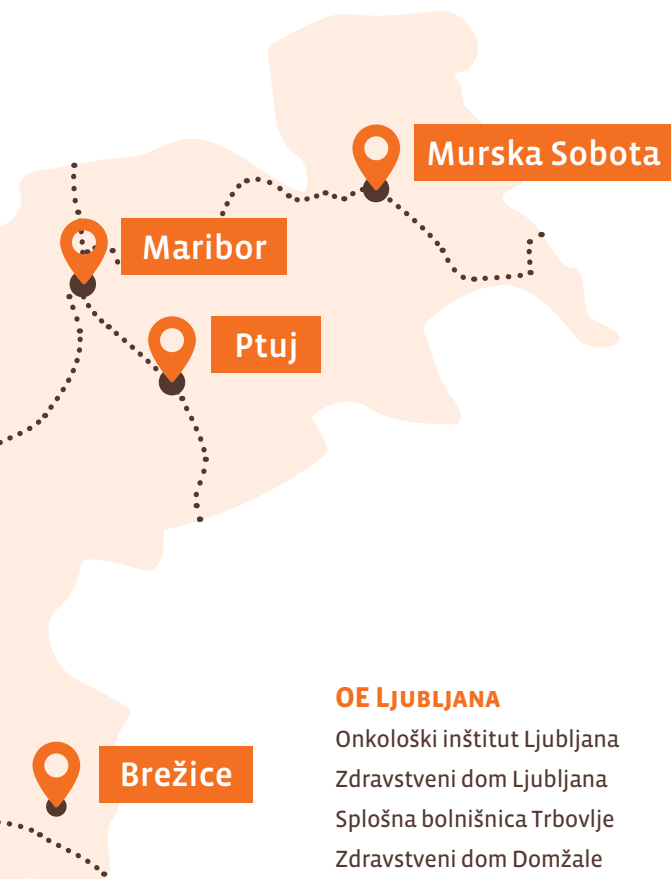 Murska Sobota
Maribor
Ptuj
Brežice
OE LJUBLJANA
Onkološki inštitut Ljubljana
Zdravstveni dom Ljubljana
Splošna bolnišnica Trbovlje
Zdravstveni dom Domžale